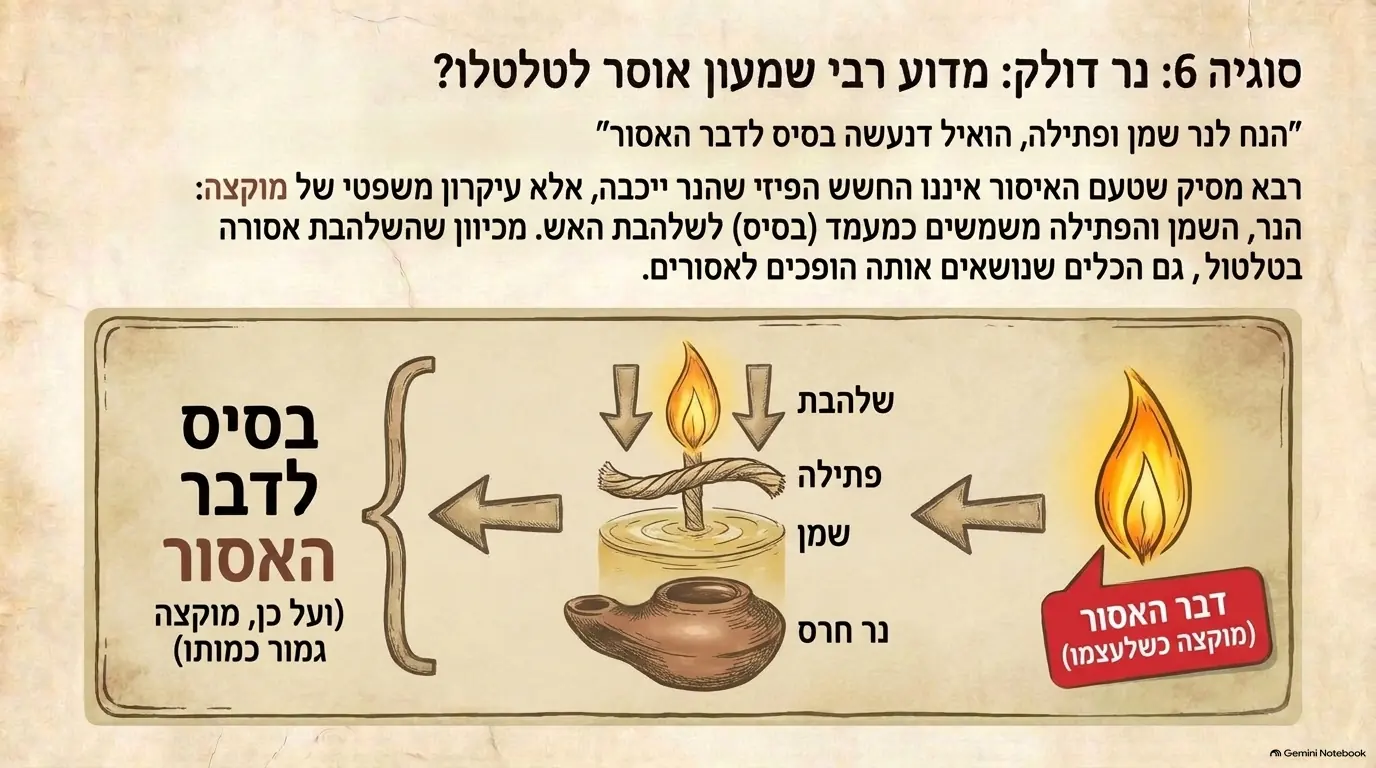 סוגיה 6: נר דולק: מדוע רבי שמעון אוסר לטלטלו?
"הנח לנר שמן ופתילה, הואיל דנעשה בסיס לדבר האסור"
רבא מסיק שטעם האיסור איננו החשש הפיזי שהנר ייכבה, אלא עיקרון משפטי של מוקצה:
הנר, השמן והפתילה משמשים כמעמד (בסיס) לשלהבת האש. מכיוון שהשלהבת אסורה
בטלטול, גם הכלים שנושאים אותה הופכים לאסורים.
דבר האסור
(מוקצה כשלעצמו)
שלהבת
פתילה
שמן
נר חרס
בסיס
לדבר
האסור
(ועל כן, מוקצה
גמור כמותו)
Gemini Notebook